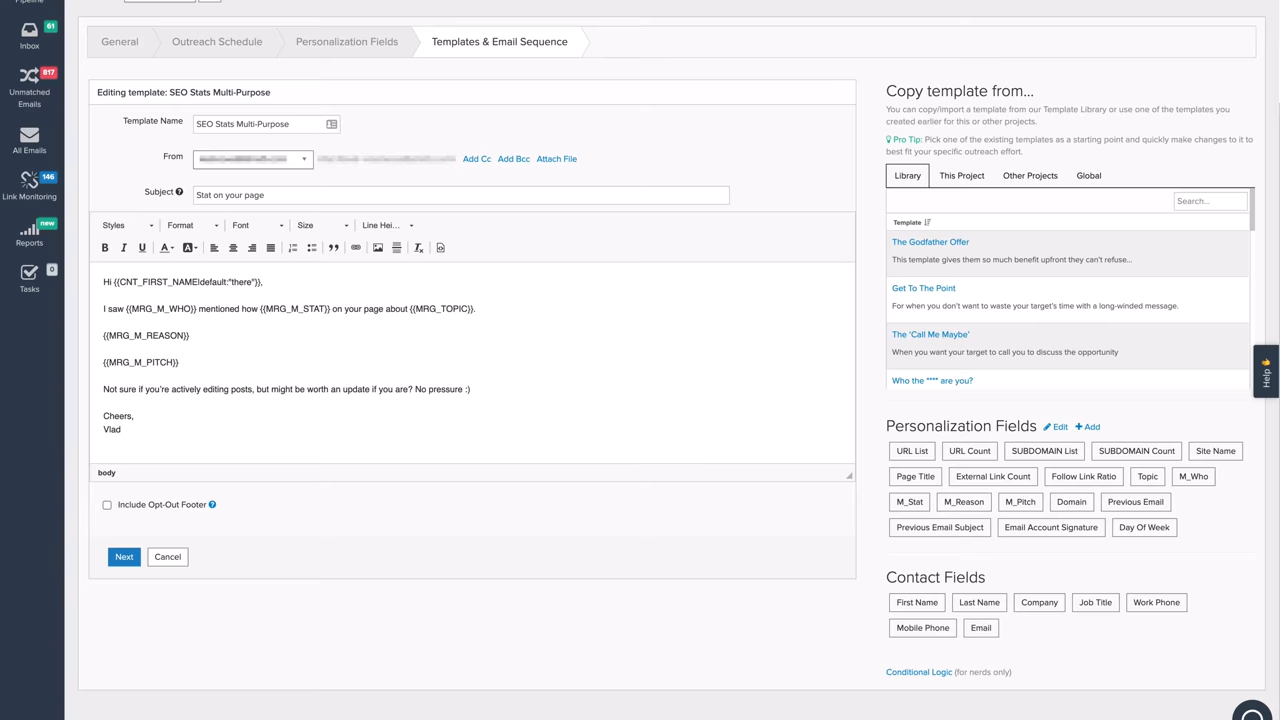 Pipeline
61
Inbox
817
Unmatched
Emails
All Emails
146
Link Monitoring
new
Reports
0
Tasks
General
Outreach Schedule
Personalization Fields
Templates & Email Sequence
Editing template: SEO Stats Multi-Purpose
Template Name
SEO Stats Multi-Purpose
From
Add Cc
Add Bcc
Attach File
Subject
Stat on your page
Styles
Format
Font
Size
Line Hei...
B I U A A
Hi {{CNT_FIRST_NAME|default:"there"}},
I saw {{MRG_M_WHO}} mentioned how {{MRG_M_STAT}} on your page about {{MRG_TOPIC}}.
{{MRG_M_REASON}}
{{MRG_M_PITCH}}
Not sure if you're actively editing posts, but might be worth an update if you are? No pressure :)
Cheers,
Vlad
body
Include Opt-Out Footer
Next
Cancel
Copy template from...
You can copy/import a template from our Template Library or use one of the templates you
created earlier for this or other projects.
Pro Tip: Pick one of the existing templates as a starting point and quickly make changes to it to
best fit your specific outreach effort.
Library
This Project
Other Projects
Global
Search...
Template
The Godfather Offer
This template gives them so much benefit upfront they can't refuse...
Get To The Point
For when you don't want to waste your target's time with a long-winded message.
The 'Call Me Maybe'
When you want your target to call you to discuss the opportunity
Who the **** are you?
Help
Personalization Fields
Edit
+ Add
URL List
URL Count
SUBDOMAIN List
SUBDOMAIN Count
Site Name
Page Title
External Link Count
Follow Link Ratio
Topic
M_Who
M_Stat
M_Reason
M_Pitch
Domain
Previous Email
Previous Email Subject
Email Account Signature
Day Of Week
Contact Fields
First Name
Last Name
Company
Job Title
Work Phone
Mobile Phone
Email
Conditional Logic (for nerds only)